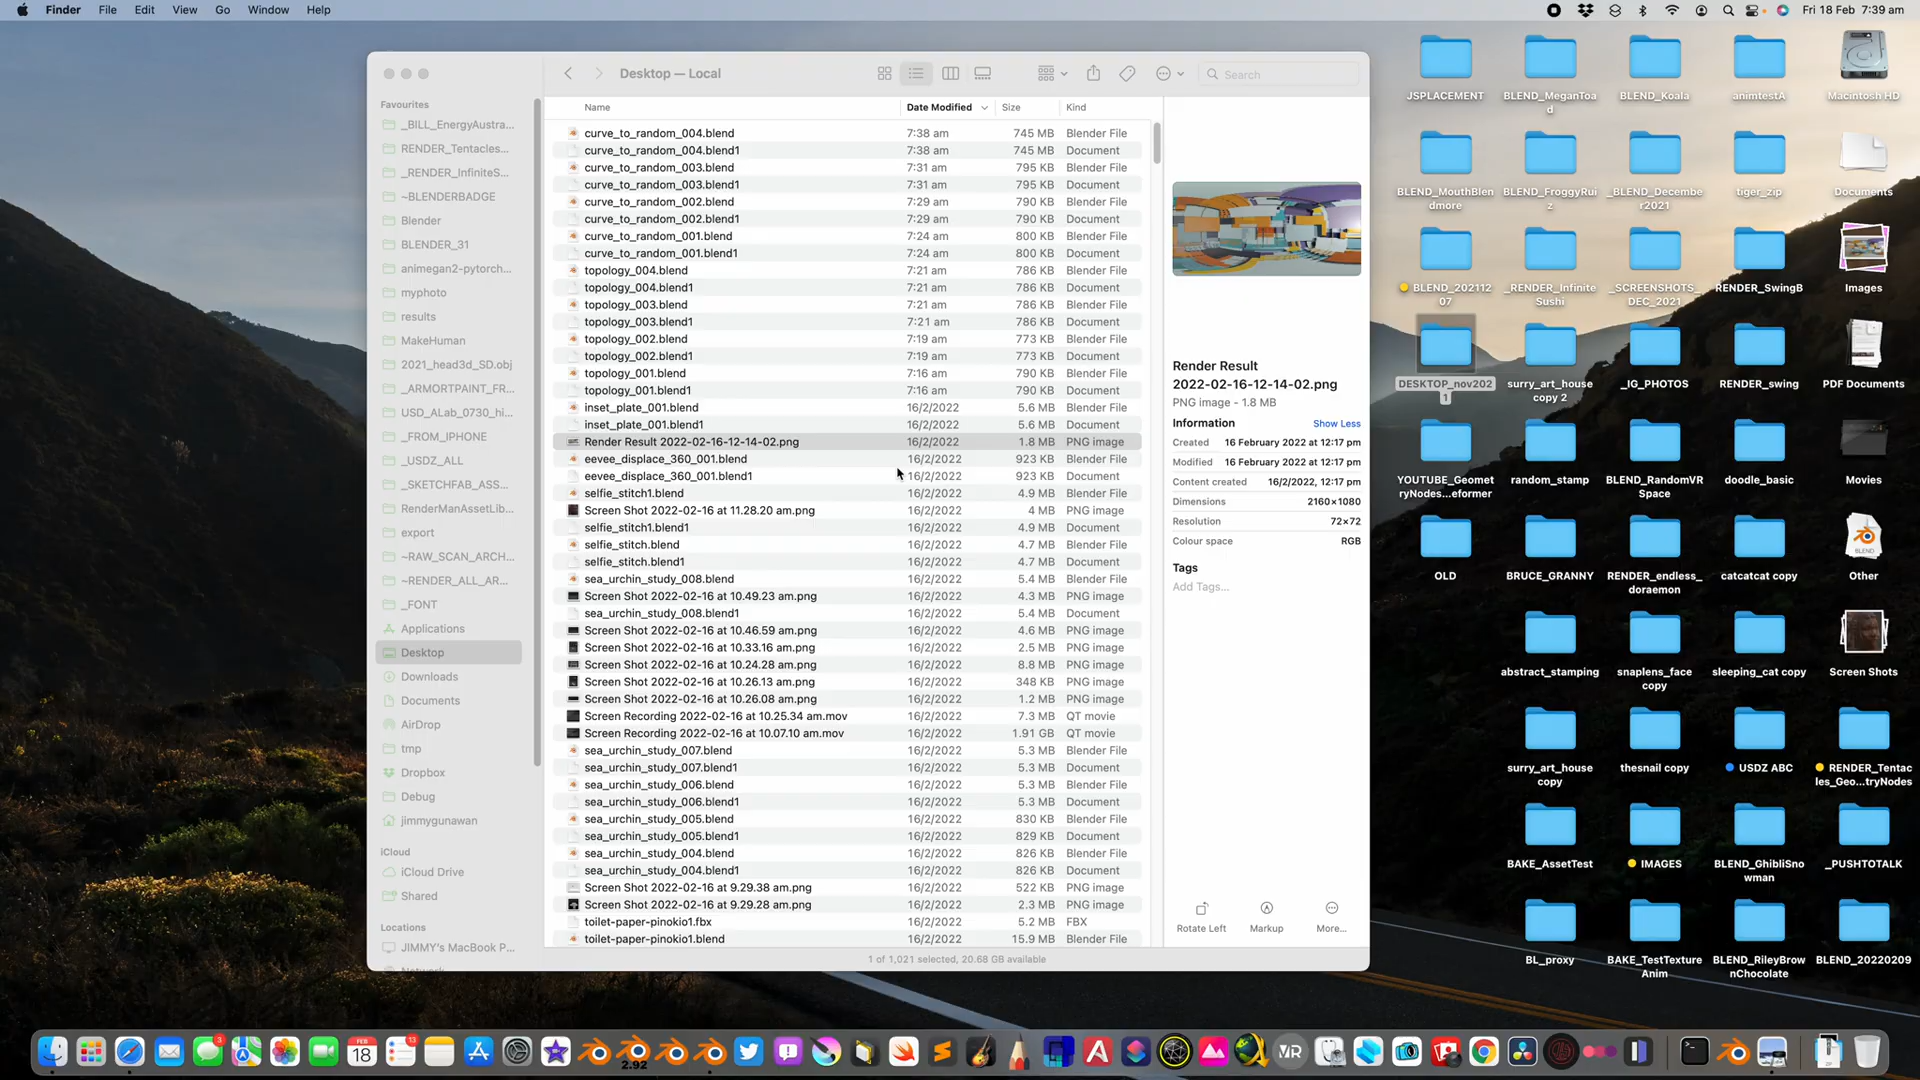 Finder File Edit View Go Window Help
Fri 18 Feb 7:39 am
Desktop — Local
Search
Favourites
_BILL_EnergyAustra...
RENDER_Tentacles...
_RENDER_InfiniteS...
~BLENDERBADGE
Blender
BLENDER_31
animegan2-pytorch...
myphoto
results
MakeHuman
2021_head3d_SD.obj
_ARMORTPAINT_FR...
USD_ALab_0730_hi...
_FROM_IPHONE
_USDZ_ALL
_SKETCHFAB_ASS...
RenderManAssetLib...
export
~RAW_SCAN_ARCH...
~RENDER_ALL_AR...
_FONT
Applications
Desktop
Downloads
Documents
AirDrop
tmp
Dropbox
Debug
jimmygunawan
iCloud
iCloud Drive
Shared
Locations
JIMMY's MacBook P...
Name Date Modified Size Kind
curve_to_random_004.blend 7:38 am 745 MB Blender File
curve_to_random_004.blend1 7:38 am 745 MB Document
curve_to_random_003.blend 7:31 am 795 KB Blender File
curve_to_random_003.blend1 7:31 am 795 KB Document
curve_to_random_002.blend 7:29 am 790 KB Blender File
curve_to_random_002.blend1 7:29 am 790 KB Document
curve_to_random_001.blend 7:24 am 800 KB Blender File
curve_to_random_001.blend1 7:24 am 800 KB Document
topology_004.blend 7:21 am 786 KB Blender File
topology_004.blend1 7:21 am 786 KB Document
topology_003.blend 7:21 am 786 KB Blender File
topology_003.blend1 7:21 am 786 KB Document
topology_002.blend 7:19 am 773 KB Blender File
topology_002.blend1 7:19 am 773 KB Document
topology_001.blend 7:16 am 790 KB Blender File
topology_001.blend1 7:16 am 790 KB Document
inset_plate_001.blend 16/2/2022 5.6 MB Blender File
inset_plate_001.blend1 16/2/2022 5.6 MB Document
Render Result 2022-02-16-12-14-02.png 16/2/2022 1.8 MB PNG image
eevee_displace_360_001.blend 16/2/2022 923 KB Blender File
eevee_displace_360_001.blend1 16/2/2022 923 KB Document
selfie_stitch1.blend 16/2/2022 4.9 MB Blender File
Screen Shot 2022-02-16 at 11.28.20 am.png 16/2/2022 4 MB PNG image
selfie_stitch1.blend1 16/2/2022 4.9 MB Document
selfie_stitch.blend 16/2/2022 4.7 MB Blender File
selfie_stitch.blend1 16/2/2022 4.7 MB Document
sea_urchin_study_008.blend 16/2/2022 5.4 MB Blender File
Screen Shot 2022-02-16 at 10.49.23 am.png 16/2/2022 4.3 MB PNG image
sea_urchin_study_008.blend1 16/2/2022 5.4 MB Document
Screen Shot 2022-02-16 at 10.46.59 am.png 16/2/2022 4.6 MB PNG image
Screen Shot 2022-02-16 at 10.33.16 am.png 16/2/2022 2.5 MB PNG image
Screen Shot 2022-02-16 at 10.24.28 am.png 16/2/2022 8.8 MB PNG image
Screen Shot 2022-02-16 at 10.26.13 am.png 16/2/2022 348 KB PNG image
Screen Shot 2022-02-16 at 10.26.08 am.png 16/2/2022 1.2 MB PNG image
Screen Recording 2022-02-16 at 10.25.34 am.mov 16/2/2022 7.3 MB QT movie
Screen Recording 2022-02-16 at 10.07.10 am.mov 16/2/2022 1.91 GB QT movie
sea_urchin_study_007.blend 16/2/2022 5.3 MB Blender File
sea_urchin_study_007.blend1 16/2/2022 5.3 MB Document
sea_urchin_study_006.blend 16/2/2022 5.3 MB Blender File
sea_urchin_study_006.blend1 16/2/2022 5.3 MB Document
sea_urchin_study_005.blend 16/2/2022 830 KB Blender File
sea_urchin_study_005.blend1 16/2/2022 829 KB Document
sea_urchin_study_004.blend 16/2/2022 826 KB Blender File
sea_urchin_study_004.blend1 16/2/2022 826 KB Document
Screen Shot 2022-02-16 at 9.29.38 am.png 16/2/2022 522 KB PNG image
Screen Shot 2022-02-16 at 9.29.28 am.png 16/2/2022 2.3 MB PNG image
toilet-paper-pinokio1.fbx 16/2/2022 5.2 MB FBX
toilet-paper-pinokio1.blend 16/2/2022 15.9 MB Blender File
1 of 1,021 selected, 20.68 GB available
Render Result
2022-02-16-12-14-02.png
PNG image - 1.8 MB
Information Show Less
Created 16 February 2022 at 12:17 pm
Modified 16 February 2022 at 12:17 pm
Content created 16/2/2022, 12:17 pm
Dimensions 2160×1080
Resolution 72×72
Colour space RGB
Tags
Add Tags...
Rotate Left Markup More...
JSPLACEMENT BLEND_MeganToa BLEND_Koala animtestA Macintosh HD
d
BLEND_MouthBlen BLEND_FroggyRui _BLEND_Decembe tiger_zip Documents
dmore z r2021
BLEND_202112 _RENDER_Infinite _SCREENSHOTS_ RENDER_SwingB Images
07 Sushi DEC_2021
DESKTOP_nov202 surry_art_house _IG_PHOTOS RENDER_swing PDF Documents
1 copy 2
YOUTUBE_Geomet random_stamp BLEND_RandomVR doodle_basic Movies
ryNodes...eformer Space
OLD BRUCE_GRANNY RENDER_endless_ catcatcat copy Other
doraemon
abstract_stamping snaplens_face sleeping_cat copy Screen Shots
copy
surry_art_house thesnail copy USDZ ABC RENDER_Tentac
copy les_Geo...tryNodes
BAKE_AssetTest IMAGES BLEND_GhibliSno _PUSHTOTALK
wman
BL_proxy BAKE_TestTexture BLEND_RileyBrow BLEND_20220209
Anim nChocolate
BLEND
3
FEB
18
13
2.92
VR